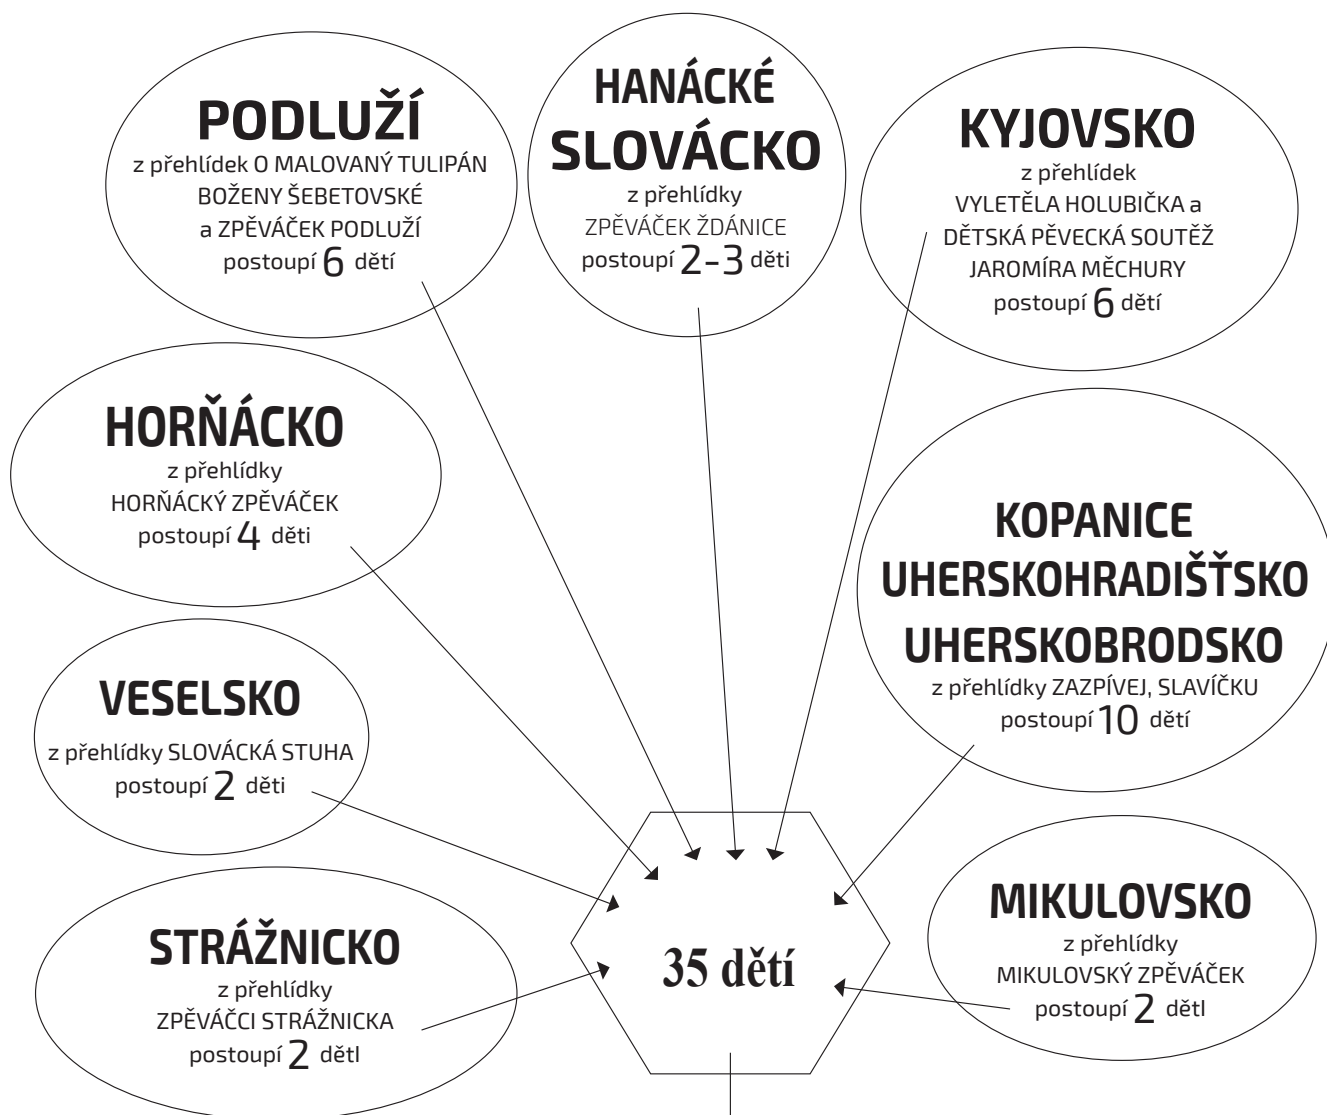 PODLUŽÍ
z přehlídek O MALOVANÝ TULIPÁN
BOŽENY ŠEBETOVSKÉ
a ZPĚVÁČEK PODLUŽÍ
postoupí 6 dětí
HANÁCKÉ
SLOVÁCKO
z přehlídky
ZPĚVÁČEK ŽDÁNICE
postoupí 2-3 děti
KYJOVSKO
z přehlídek
VYLETĚLA HOLUBIČKA a
DĚTSKÁ PĚVECKÁ SOUTĚŽ
JAROMÍRA MĚCHURY
postoupí 6 dětí
HORŇÁCKO
z přehlídky
HORŇÁCKÝ ZPĚVÁČEK
postoupí 4 děti
KOPANICE
UHERSKOHRADIŠŤSKO
UHERSKOBRODSKO
z přehlídky ZAZPÍVEJ, SLAVÍČKU
postoupí 10 dětí
VESELSKO
z přehlídky SLOVÁCKÁ STUHA
postoupí 2 děti
STRÁŽNICKO
z přehlídky
ZPĚVÁČCI STRÁŽNICKA
postoupí 2 dětI
35 dětí
MIKULOVSKO
z přehlídky
MIKULOVSKÝ ZPĚVÁČEK
postoupí 2 dětI